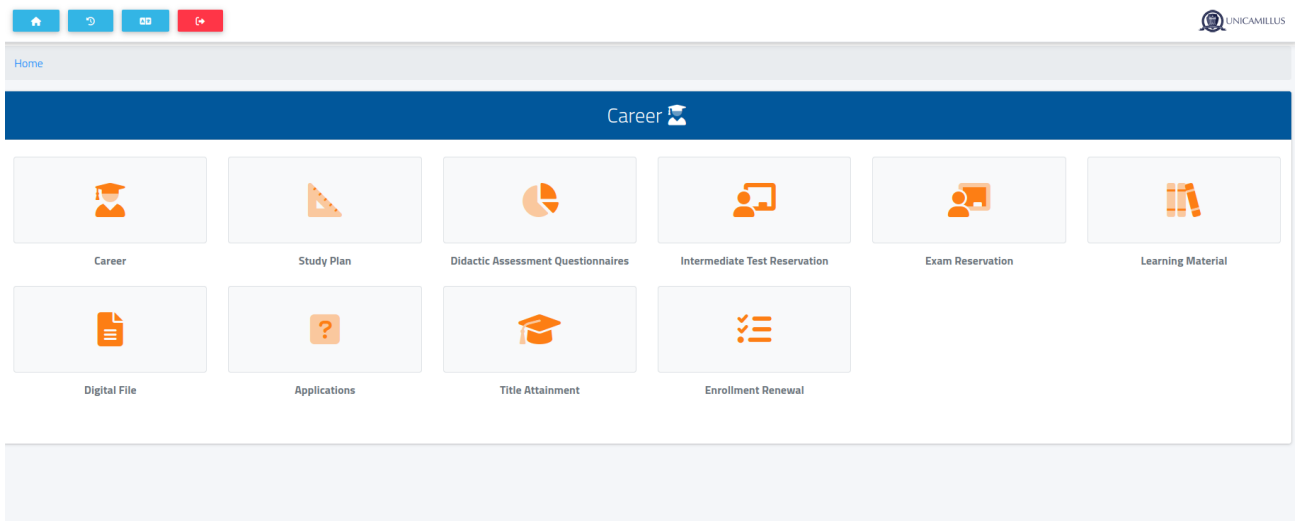 UNICAMILLUS
Home
Career
Career
Study Plan
Didactic Assessment Questionnaires
Intermediate Test Reservation
Exam Reservation
Learning Material
?
Digital File
Applications
Title Attainment
Enrollment Renewal